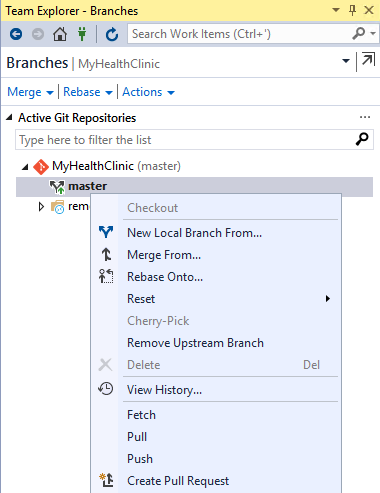 Team Explorer - Branches
Search Work Items (Ctrl+')
Branches | MyHealthClinic
Merge Rebase Actions
Active Git Repositories ...
Type here to filter the list
MyHealthClinic (master)
master
rem
Checkout
New Local Branch From...
Merge From...
Rebase Onto...
Reset
Cherry-Pick
Remove Upstream Branch
Delete Del
View History...
Fetch
Pull
Push
Create Pull Request